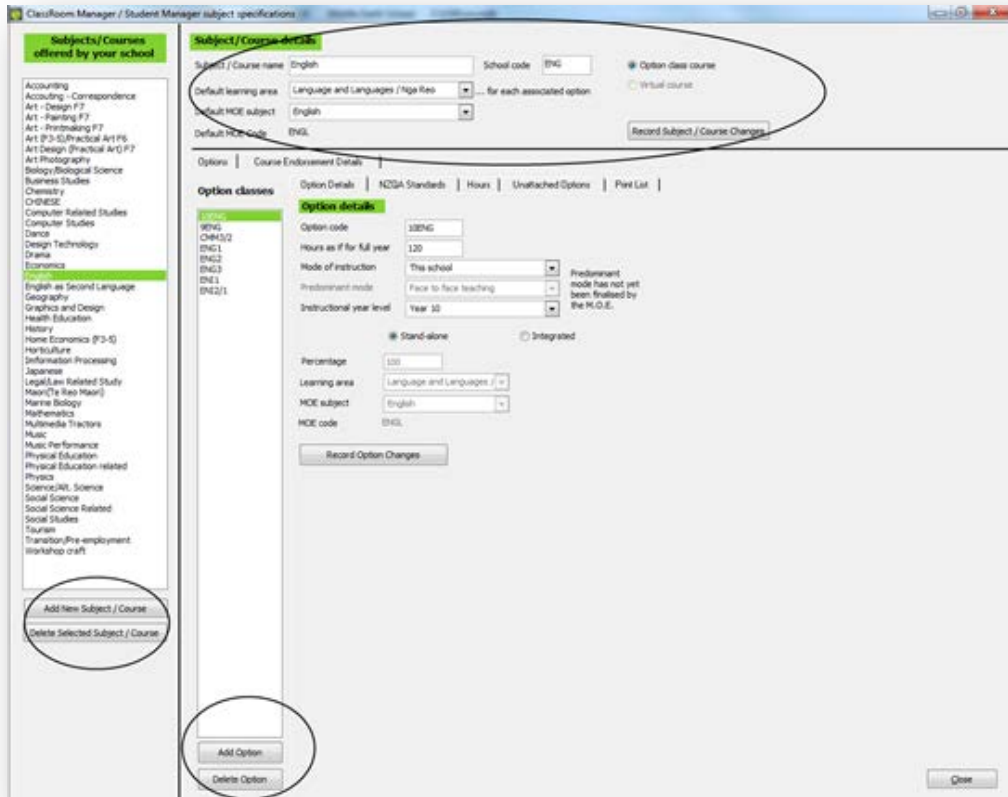 ClassRoom Manager / Student Manager subject specifications
Subjects/Courses
offered by your school
Accounting
Accouting - Correspondence
Art - Design F7
Art - Painting F7
Art - Printmaking F7
Art (F3-5)/Practical Art F6
Art Design (Practical Art) F7
Art Photography
Biology/Biological Science
Business Studies
Chemistry
CHINESE
Computer Related Studies
Computer Studies
Dance
Design Technology
Drama
Economics
English
English as Second Language
Geography
Graphics and Design
Health Education
History
Home Economics (F3-5)
Horticulture
Imformation Processing
Japanese
Legal/Law Related Study
Maori(Te Reo Maori)
Marine Biology
Mathematics
Multimedia Tractors
Music
Music Performance
Physical Education
Physical Education related
Physics
Science/Alt. Science
Social Science
Social Science Related
Social Studies
Tourism
Transition/Pre-employment
Workshop craft
Add New Subject / Course
Delete Selected Subject / Course
Subject/Course details
Subject / Course name English School code ENG Option class course
Virtual course
Default learning area Language and Languages / Nga Reo .... for each associated option
Default MOE subject English
Default MOE Code ENGL
Record Subject / Course Changes
Options Course Endorsement Details
Option classes
10ENG
9ENG
CMM3/2
ENG1
ENG2
ENG3
ENI1
ENI2/1
Add Option
Delete Option
Option Details NZQA Standards Hours Unattached Options Print List
Option details
Option code 10ENG
Hours as if for full year 120
Mode of instruction This school
Predominant mode Face to face teaching
Predominant
mode has not yet
been finalised by
the M.O.E.
Instructional year level Year 10
Stand-alone Integrated
Percentage 100
Learning area Language and Languages /
MOE subject English
MOE code ENGL
Record Option Changes
Close